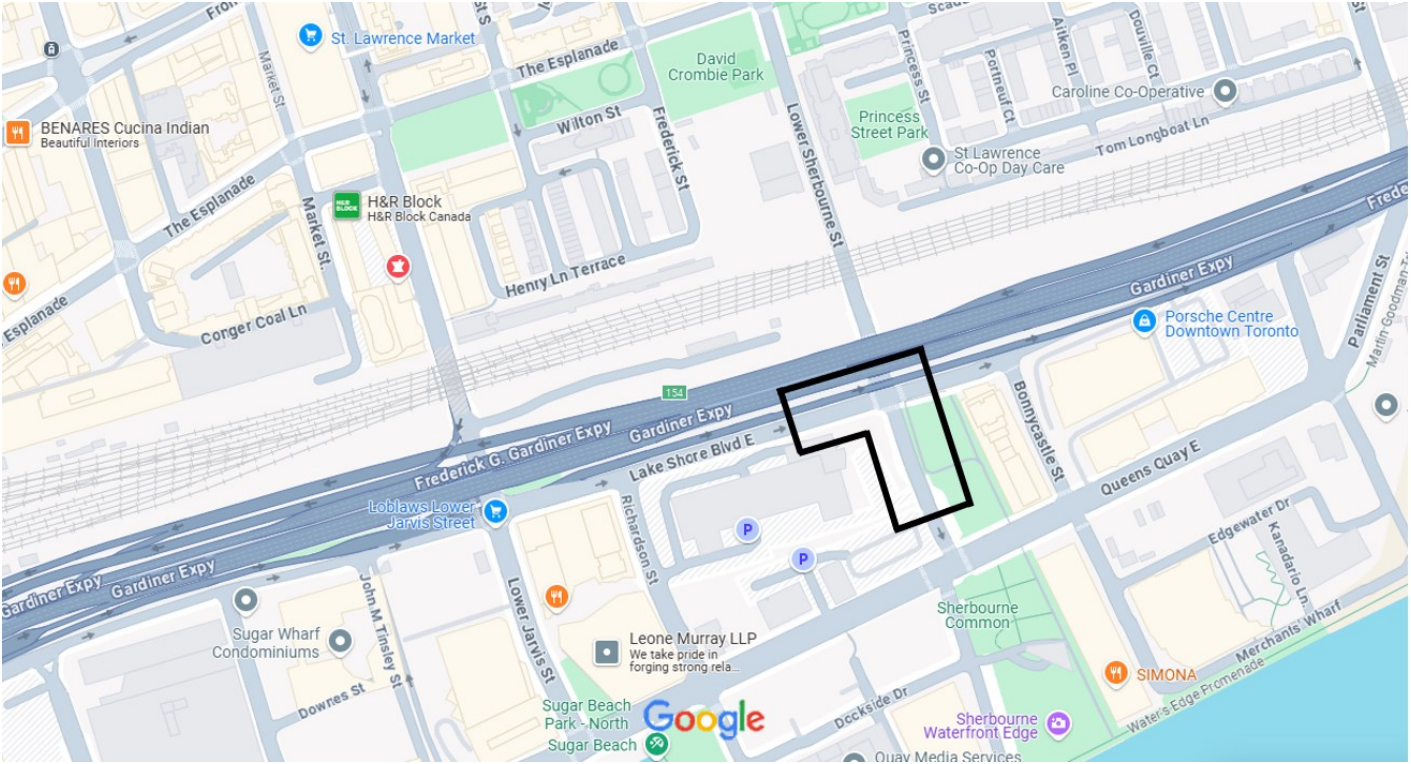 Fro
St. Lawrence Market
Market St
St S
The Esplanade
David
Crombie Park
Wilton St
Frederick St
Lower Sherbourne St
Princess St
Princess
Street Park
Portneuf Ct
Aitken Pl
Douville Ct
St
Caroline Co-Operative
Tom Longboat Ln
St Lawrence
Co-Op Day Care
BENARES Cucina Indian
Beautiful Interiors
The Esplanade
Market St.
H&R BLOCK
H&R Block
H&R Block Canada
Henry Ln Terrace
Esplanade
Conger Coal Ln
Frede
Gardiner Expy
Parliament St
Porsche Centre
Downtown Toronto
154
Gardiner Expy
Frederick G. Gardiner Expy
Lake Shore Blvd E
Bonnycastle St
Queens Quay E
Loblaws Lower
Jarvis Street
Richardson St
P
P
Edgewater Dr
Kanadario Ln
Gardiner Expy
Gardiner Expy
John M Tinsley St
Lower Jarvis St
Sugar Wharf
Condominiums
Downes St
Leone Murray LLP
We take pride in
forging strong rela...
Sherbourne
Common
Merchants' Wharf
SIMONA
Water's Edge Promenade
Dockside Dr
Sugar Beach
Park - North
Google
Sugar Beach
Sherbourne
Waterfront Edge
Quay Media Services